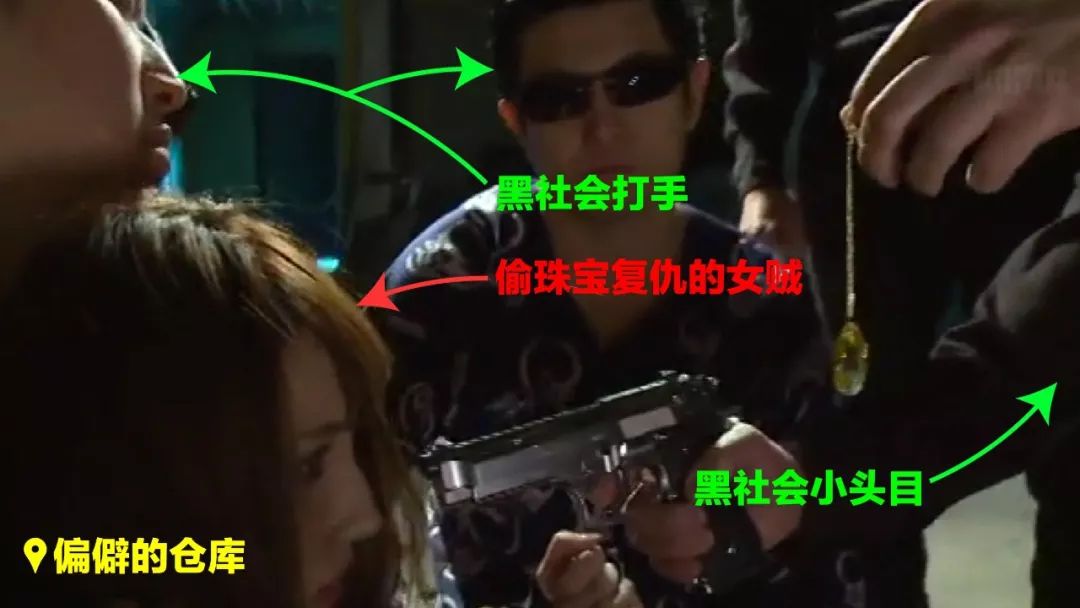 黑社会打手
偷珠宝复仇的女贼
黑社会小头目
偏僻的仓库